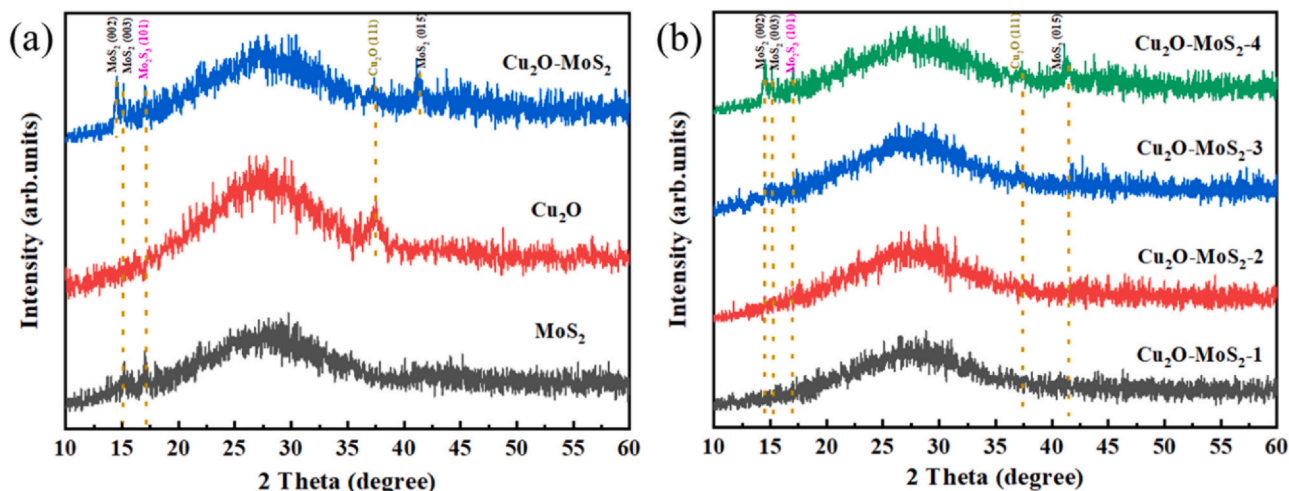 (a)
MoS₂ (002)
MoS₂ (003)
Mo₂S₃ (101)
Cu₂O (111)
MoS₂ (015)
Cu₂O-MoS₂
Cu₂O
MoS₂
Intensity (arb.units)
10 15 20 25 30 35 40 45 50 55 60
2 Theta (degree)
(b)
MoS₂ (002)
MoS₂ (003)
Mo₂S₃ (101)
Cu₂O (111)
MoS₂ (015)
Cu₂O-MoS₂-4
Cu₂O-MoS₂-3
Cu₂O-MoS₂-2
Cu₂O-MoS₂-1
Intensity (arb.units)
10 15 20 25 30 35 40 45 50 55 60
2 Theta (degree)